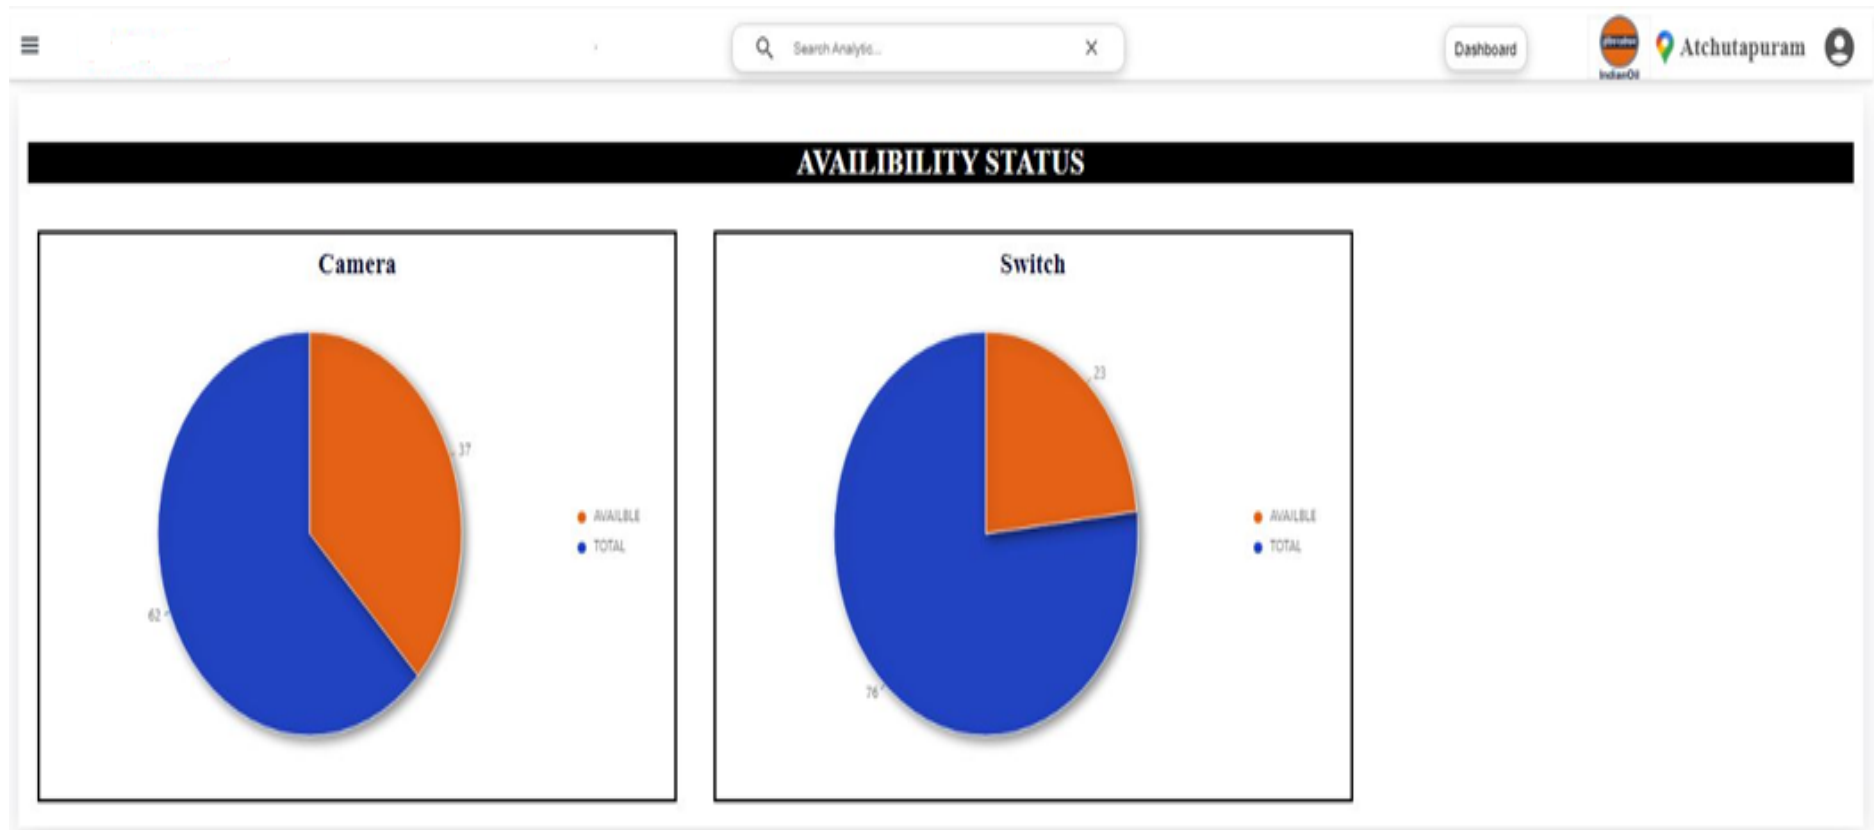 Search Analytic...
Dashboard
IndianOil
Atchutapuram
AVAILIBILITY STATUS
Camera
37
62
AVAILBLE
TOTAL
Switch
23
76
AVAILBLE
TOTAL